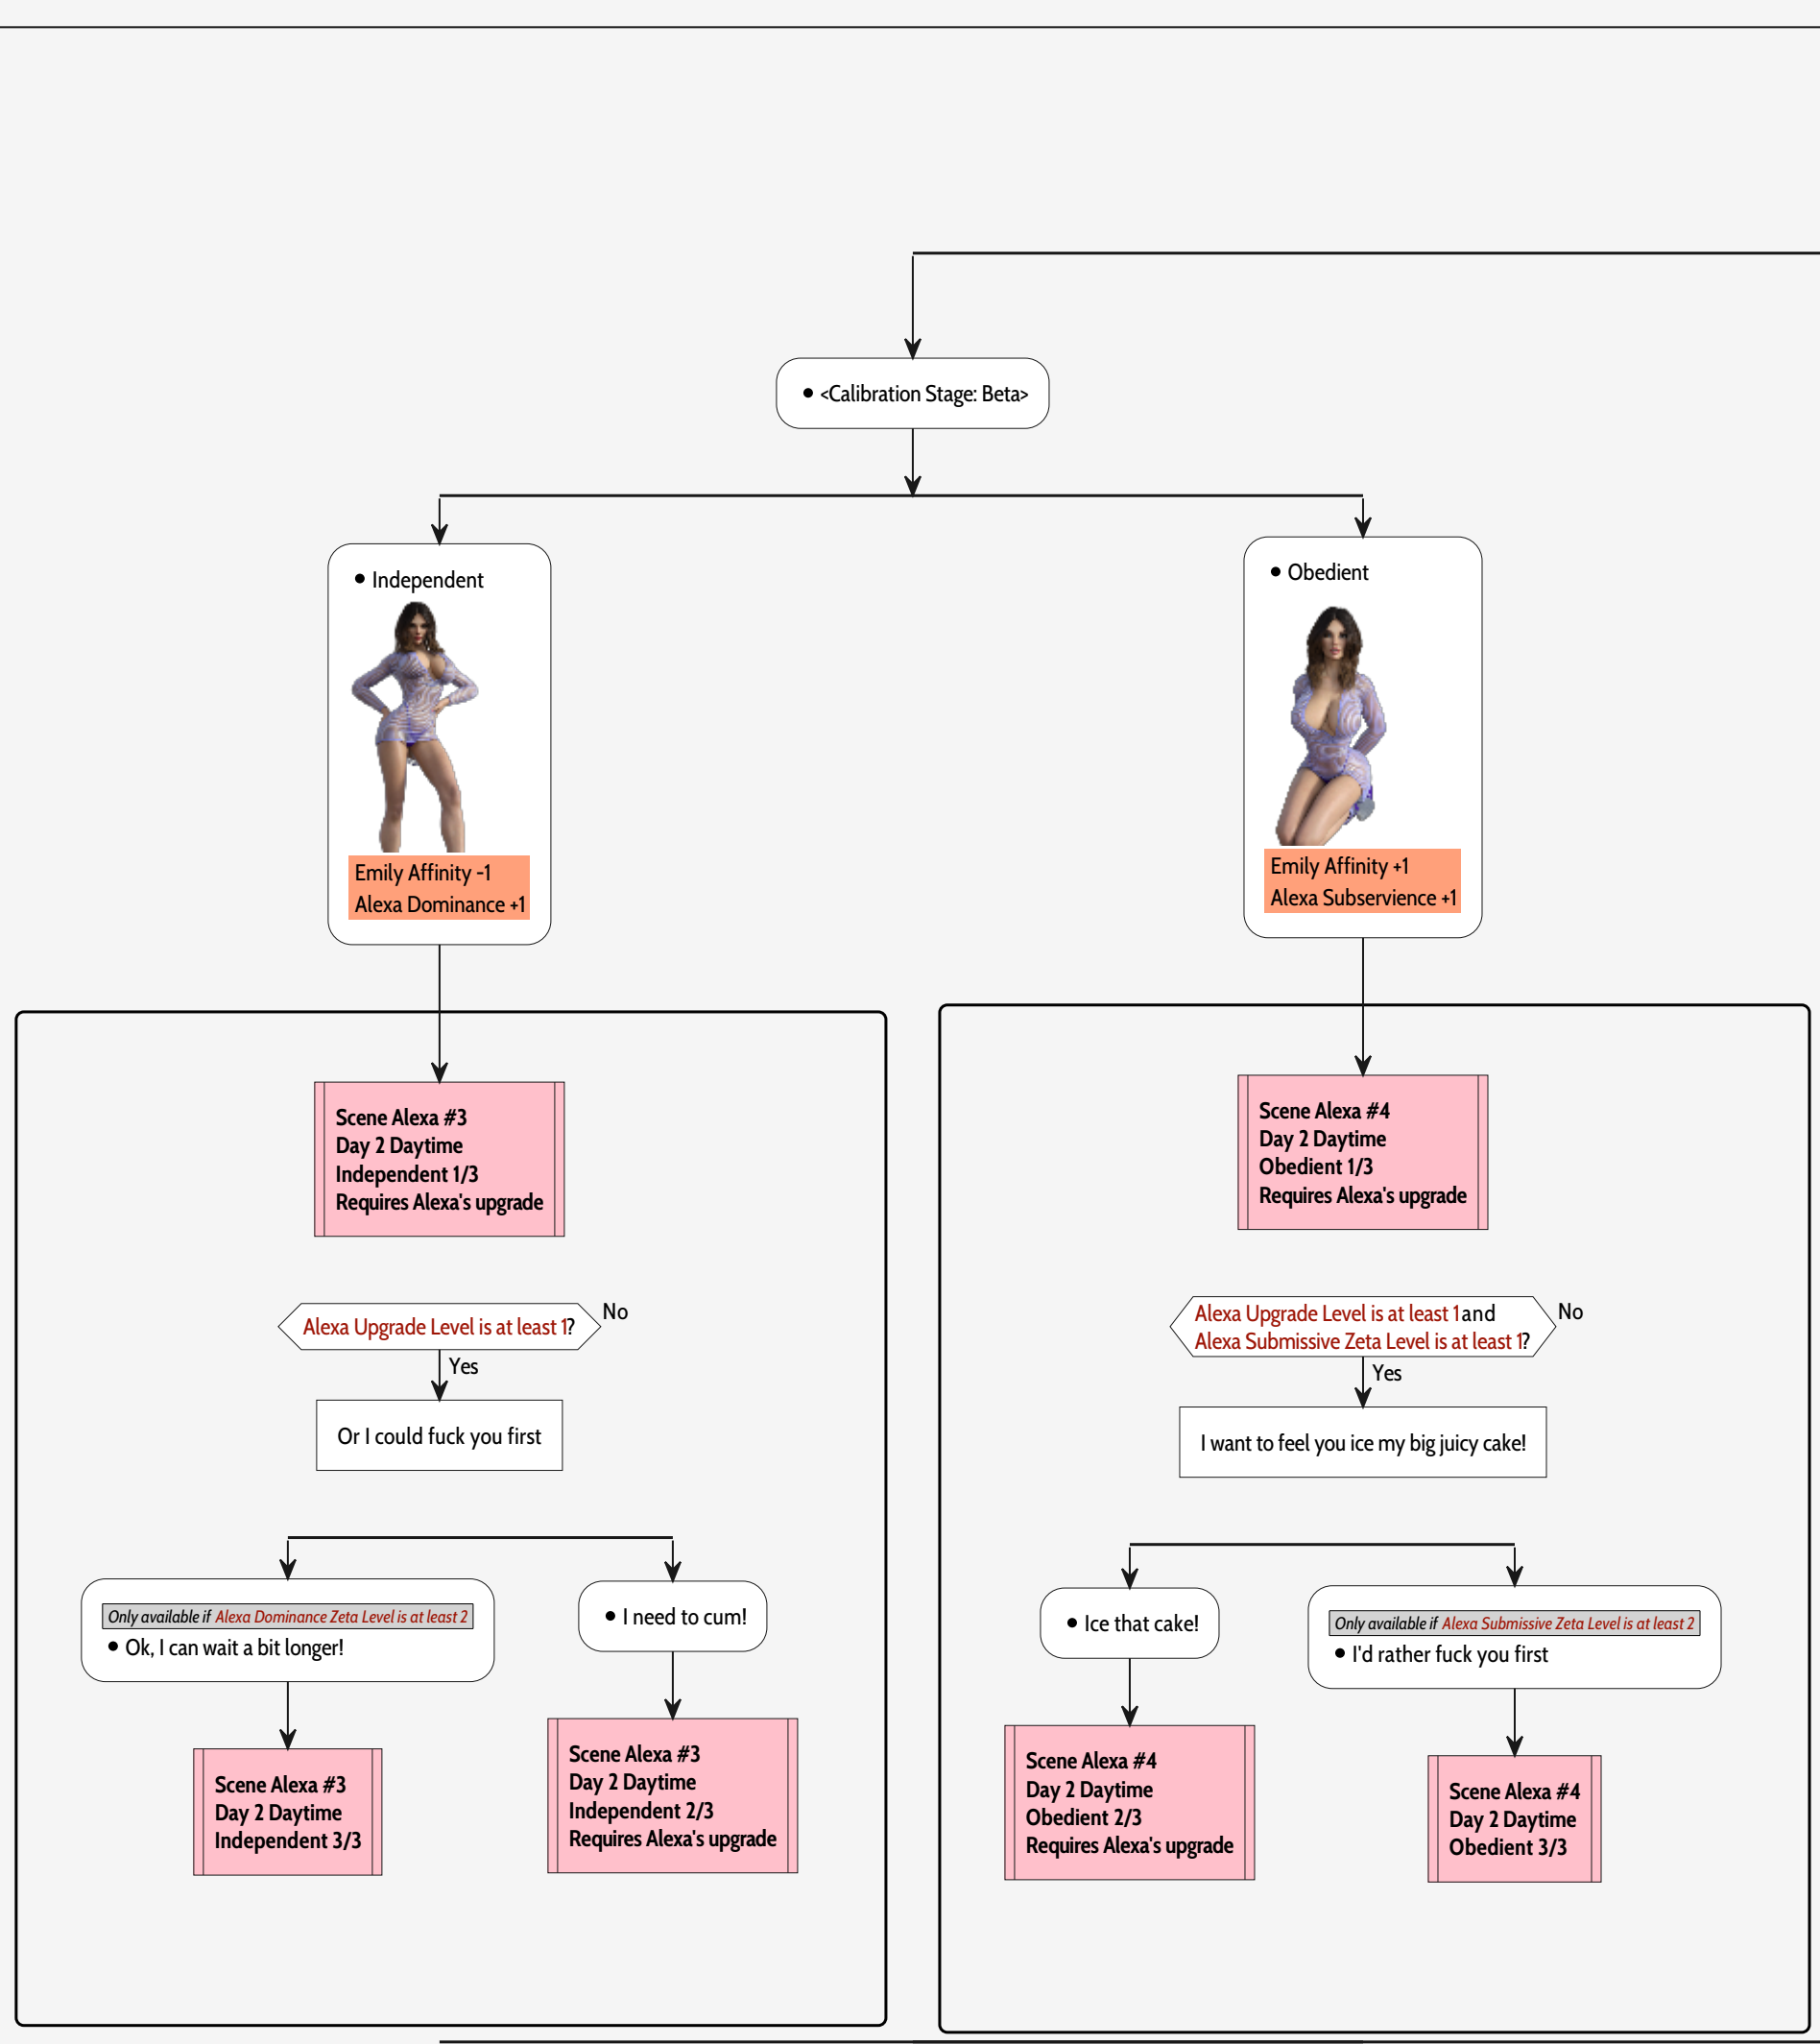 <Calibration Stage: Beta>
Independent
Emily Affinity -1
Alexa Dominance +1
Obedient
Emily Affinity +1
Alexa Subservience +1
Scene Alexa #3
Day 2 Daytime
Independent 1/3
Requires Alexa's upgrade
Alexa Upgrade Level is at least 1?
No
Yes
Or I could fuck you first
Only available if Alexa Dominance Zeta Level is at least 2
Ok, I can wait a bit longer!
I need to cum!
Scene Alexa #3
Day 2 Daytime
Independent 3/3
Scene Alexa #3
Day 2 Daytime
Independent 2/3
Requires Alexa's upgrade
Scene Alexa #4
Day 2 Daytime
Obedient 1/3
Requires Alexa's upgrade
Alexa Upgrade Level is at least 1 and
Alexa Submissive Zeta Level is at least 1?
No
Yes
I want to feel you ice my big juicy cake!
Ice that cake!
Only available if Alexa Submissive Zeta Level is at least 2
I'd rather fuck you first
Scene Alexa #4
Day 2 Daytime
Obedient 2/3
Requires Alexa's upgrade
Scene Alexa #4
Day 2 Daytime
Obedient 3/3